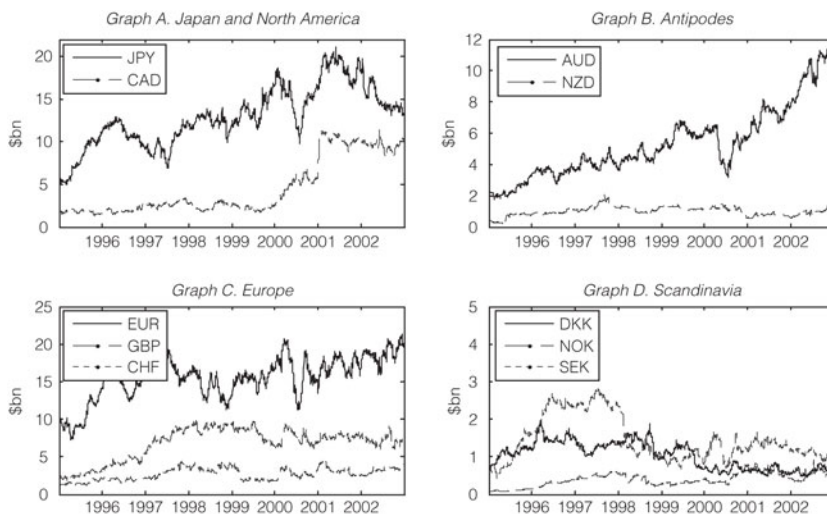 Graph A. Japan and North America
20
15
10
5
0
$bn
JPY
CAD
1996 1997 1998 1999 2000 2001 2002
Graph B. Antipodes
12
10
8
6
4
2
0
$bn
AUD
NZD
1996 1997 1998 1999 2000 2001 2002
Graph C. Europe
25
20
15
10
5
0
$bn
EUR
GBP
CHF
1996 1997 1998 1999 2000 2001 2002
Graph D. Scandinavia
5
4
3
2
1
0
$bn
DKK
NOK
SEK
1996 1997 1998 1999 2000 2001 2002